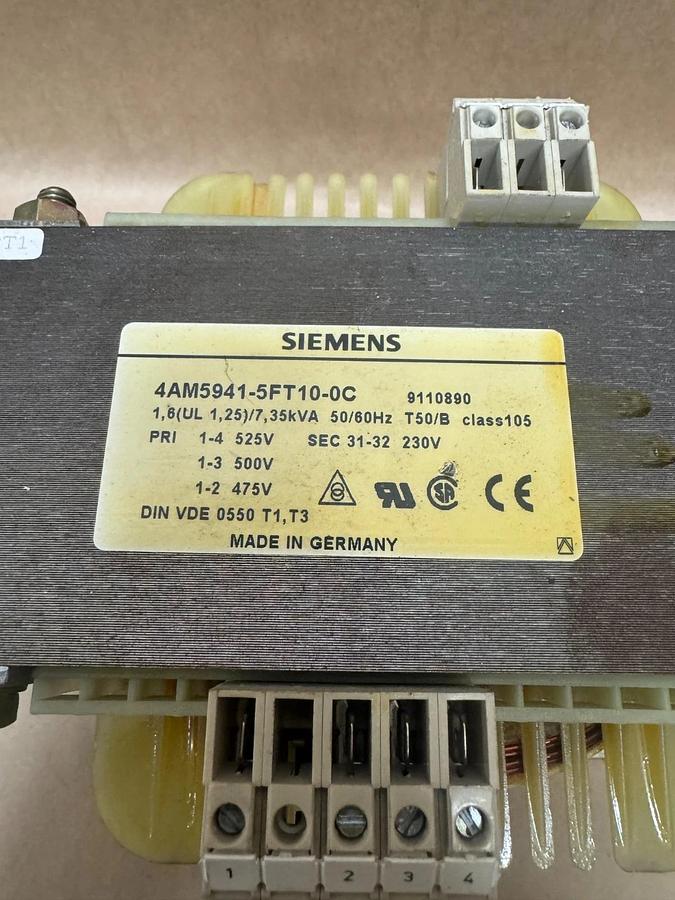 T1
SIEMENS
4AM5941-5FT10-0C 9110890
1,6(UL 1,25)/7,35kVA 50/60Hz T50/B class105
PRI 1-4 525V SEC 31-32 230V
1-3 500V
1-2 475V
DIN VDE 0550 T1,T3
MADE IN GERMANY
1 2 3 4